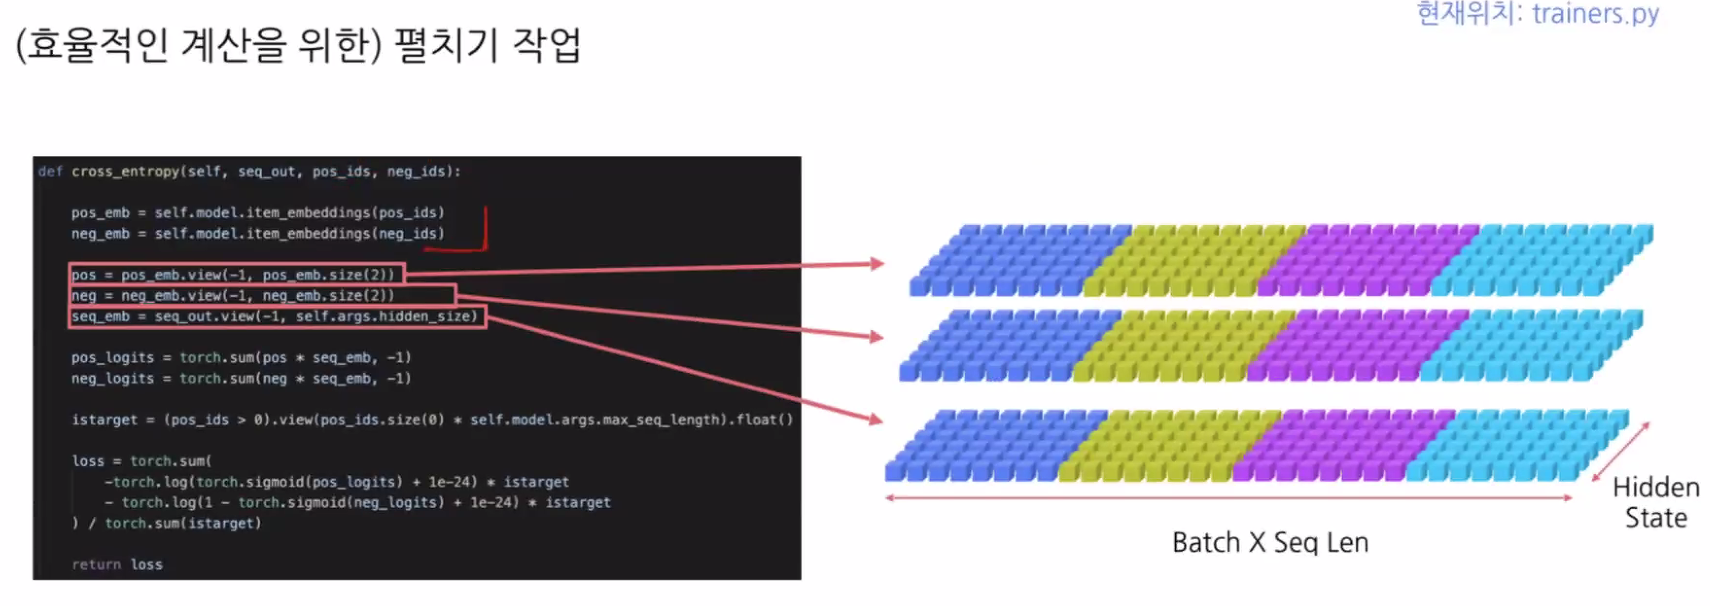 현재위치: trainers.py
(효율적인 계산을 위한) 펼치기 작업
def cross_entropy(self, seq_out, pos_ids, neg_ids):
pos_emb = self.model.item_embeddings(pos_ids)
neg_emb = self.model.item_embeddings(neg_ids)
pos = pos_emb.view(-1, pos_emb.size(2))
neg = neg_emb.view(-1, neg_emb.size(2))
seq_emb = seq_out.view(-1, self.args.hidden_size)
pos_logits = torch.sum(pos * seq_emb, -1)
neg_logits = torch.sum(neg * seq_emb, -1)
istarget = (pos_ids > 0).view(pos_ids.size(0) * self.model.args.max_seq_length).float()
loss = torch.sum(
-torch.log(torch.sigmoid(pos_logits) + 1e-24) * istarget
- torch.log(1 - torch.sigmoid(neg_logits) + 1e-24) * istarget
) / torch.sum(istarget)
return loss
Hidden
State
Batch X Seq Len